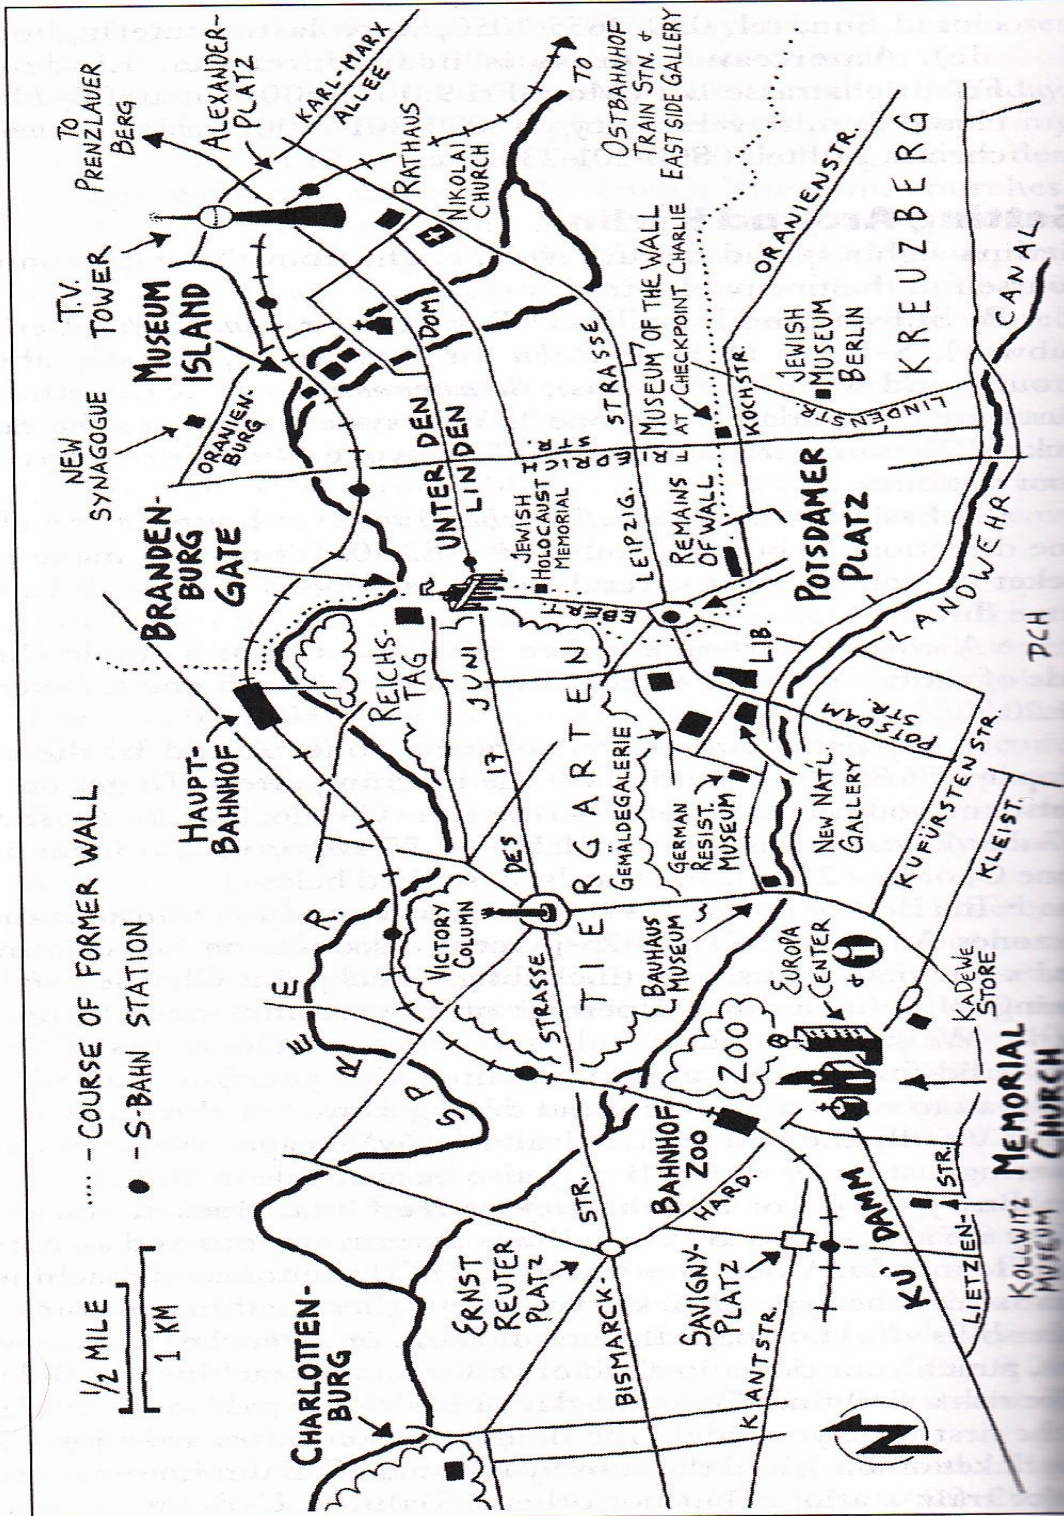 ½ MILE
1 KM
..... - COURSE OF FORMER WALL
- S-BAHN STATION
NEW
SYNAGOGUE
T.V.
TOWER
TO
PRENZLAUER
BERG
ALEXANDER-
PLATZ
KARL-MARX
ALLEE
MUSEUM
ISLAND
ORANIEN-
BURG
BRANDEN-
BURG
GATE
HAUPT-
BAHNHOF
CHARLOTTEN-
BURG
SPREE
REICHS-
TAG
UNTER DEN
LINDEN
DOM
RATHAUS
NIKOLAI
CHURCH
TO
OSTBAHNHOF
TRAIN STN. &
EAST SIDE GALLERY
VICTORY
COLUMN
STRASSE
DES
17
JUNI
JEWISH
HOLOCAUST
MEMORIAL
EBERT
LEIPZIG.
STRASSE
ERNST
REUTER
PLATZ
BISMARCK-
STR.
TIERGARTEN
GEMALDEGALERIE
BAUHAUS
MUSEUM
GERMAN
RESIST.
MUSEUM
REMAINS
OF WALL
MUSEUM OF THE WALL
AT CHECKPOINT CHARLIE
KOCHSTR.
ORANIENSTR.
BAHNHOF
ZOO
ZOO
HARD.
SAVIGNY-
PLATZ
KANTSTR.
EUROPA
CENTER
NEW NAT'L
GALERY
LIB.
POTSDAMER
PLATZ
JEWISH
MUSEUM
BERLIN
LINDENSTR.
KREUZBERG
POTSDAM
STR.
LANDWEHR
CANAL
KUFÜRSTENSTR.
KLEIST.
KU' DAMM
KADEWE
STORE
N
LIETZEN-
STR.
KOLLWITZ
MUSEUM
MEMORIAL
CHURCH
DCH